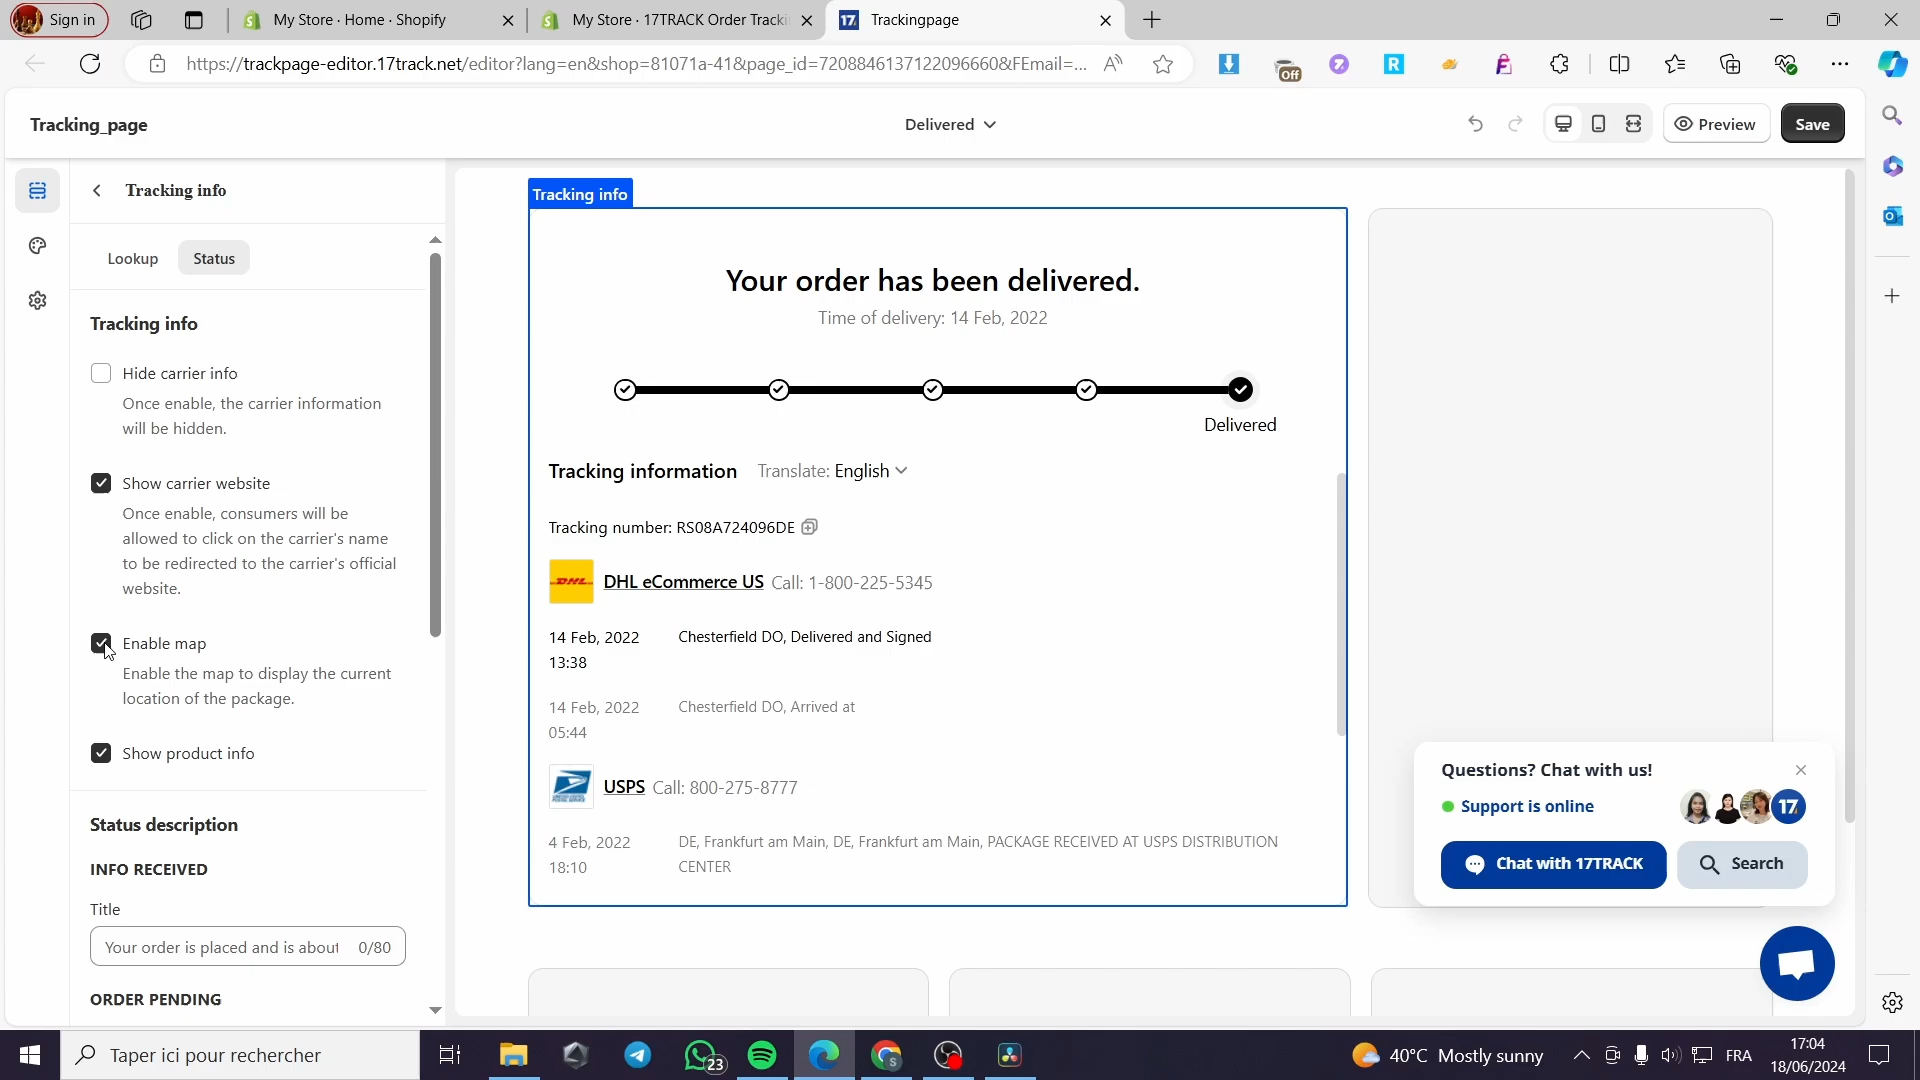 Sign in
My Store · Home · Shopify
My Store · 17TRACK Order Tracki
17
Trackingpage
https://trackpage-editor.17track.net/editor?lang=en&shop=81071a-41&page_id=7208846137122096660&FEmail=...
Off
Tracking_page
Delivered
Preview
Save
Tracking info
Lookup
Status
Tracking info
Hide carrier info
Once enable, the carrier information
will be hidden.
Show carrier website
Once enable, consumers will be
allowed to click on the carrier's name
to be redirected to the carrier's official
website.
Enable map
Enable the map to display the current
location of the package.
Show product info
Status description
INFO RECEIVED
Title
Your order is placed and is about 0/80
ORDER PENDING
Tracking info
Your order has been delivered.
Time of delivery: 14 Feb, 2022
Delivered
Tracking information Translate: English
Tracking number: RS08A724096DE
DHL
DHL eCommerce US Call: 1-800-225-5345
14 Feb, 2022
13:38
Chesterfield DO, Delivered and Signed
14 Feb, 2022
05:44
Chesterfield DO, Arrived at
USPS Call: 800-275-8777
4 Feb, 2022
18:10
DE, Frankfurt am Main, DE, Frankfurt am Main, PACKAGE RECEIVED AT USPS DISTRIBUTION
CENTER
Questions? Chat with us!
Support is online
17
Chat with 17TRACK
Search
Taper ici pour rechercher
23
40°C Mostly sunny
FRA
17:04
18/06/2024